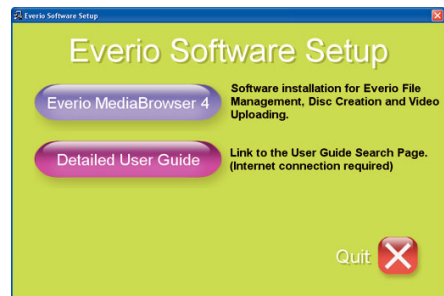 Everio Software Setup
Everio Software Setup
Everio MediaBrowser 4
Software installation for Everio File
Management, Disc Creation and Video
Uploading.
Detailed User Guide
Link to the User Guide Search Page.
(Internet connection required)
Quit